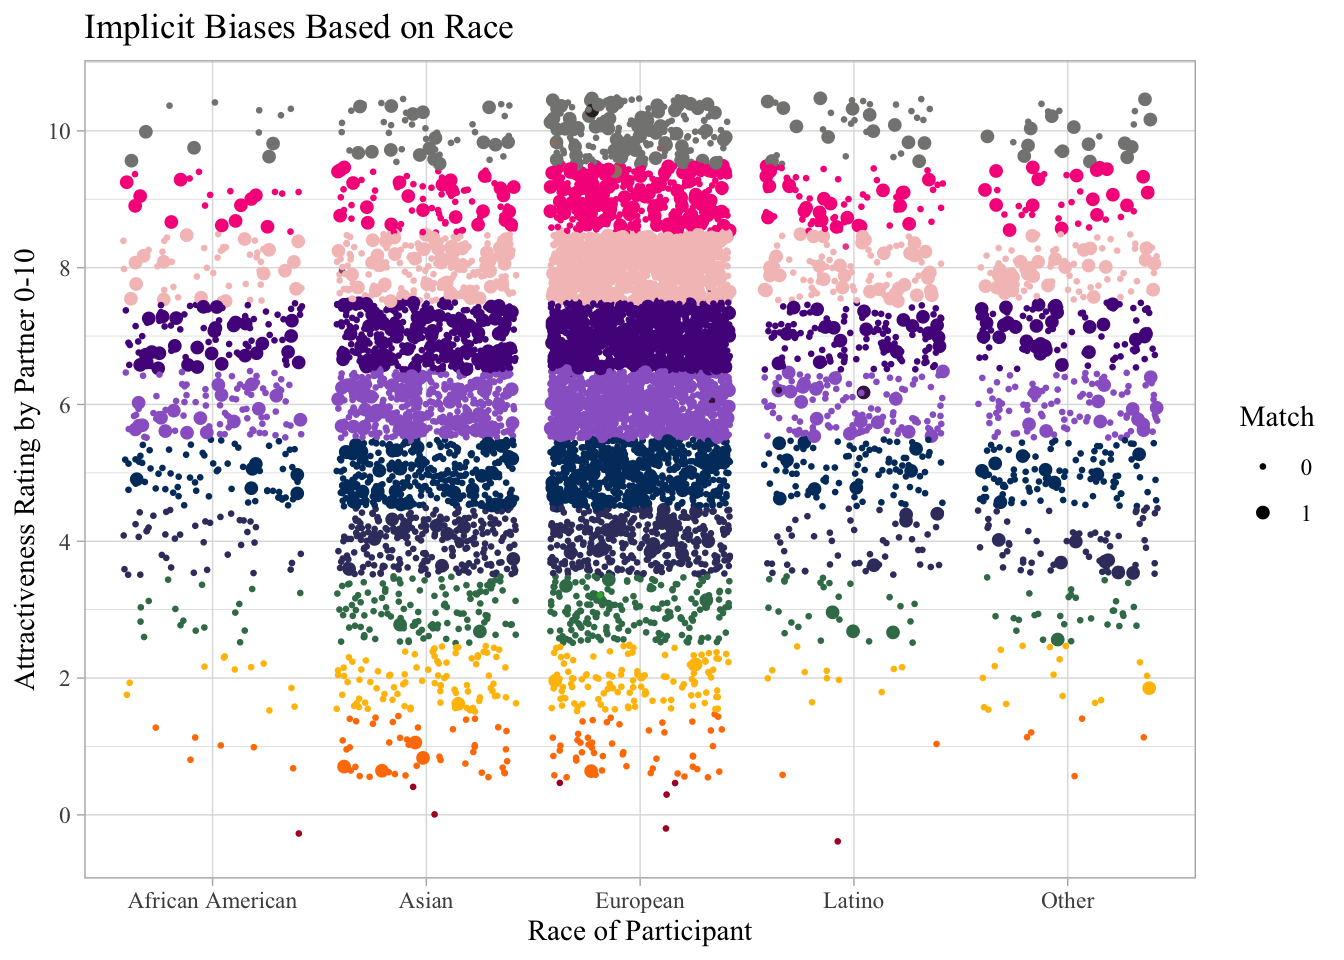 Implicit Biases Based on Race
Attractiveness Rating by Partner 0-10
10
8
6
4
2
0
African American
Asian
European
Latino
Other
Race of Participant
Match
0
1